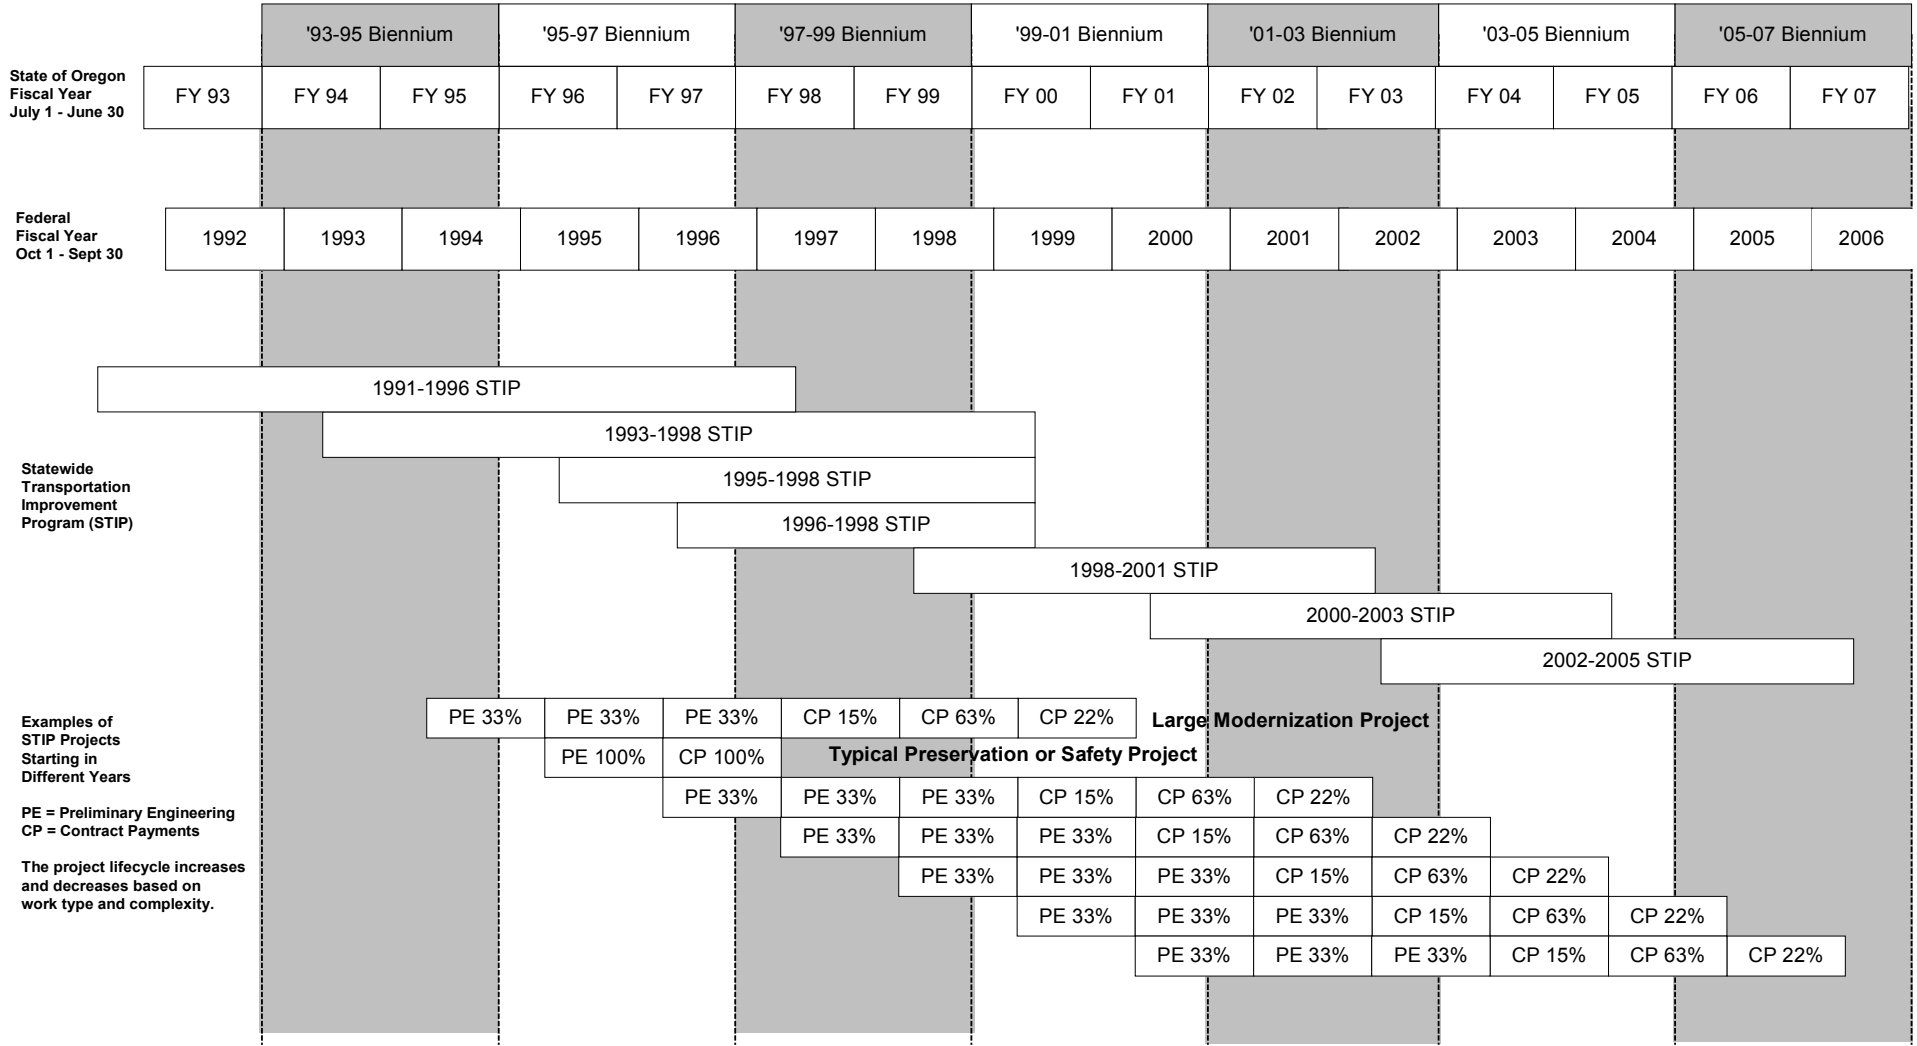 '93-95 Biennium '95-97 Biennium '97-99 Biennium '99-01 Biennium '01-03 Biennium '03-05 Biennium '05-07 Biennium
State of Oregon
Fiscal Year
July 1 - June 30
FY 93 FY 94 FY 95 FY 96 FY 97 FY 98 FY 99 FY 00 FY 01 FY 02 FY 03 FY 04 FY 05 FY 06 FY 07
Federal
Fiscal Year
Oct 1 - Sept 30
1992 1993 1994 1995 1996 1997 1998 1999 2000 2001 2002 2003 2004 2005 2006
1991-1996 STIP
1993-1998 STIP
1995-1998 STIP
1996-1998 STIP
1998-2001 STIP
2000-2003 STIP
2002-2005 STIP
Statewide
Transportation
Improvement
Program (STIP)
PE 33% PE 33% PE 33% CP 15% CP 63% CP 22% Large Modernization Project
PE 100% CP 100% Typical Preservation or Safety Project
PE 33% PE 33% PE 33% CP 15% CP 63% CP 22%
PE 33% PE 33% PE 33% CP 15% CP 63% CP 22%
PE 33% PE 33% PE 33% CP 15% CP 63% CP 22%
PE 33% PE 33% PE 33% CP 15% CP 63% CP 22%
PE 33% PE 33% PE 33% CP 15% CP 63% CP 22%
Examples of
STIP Projects
Starting in
Different Years
PE = Preliminary Engineering
CP = Contract Payments
The project lifecycle increases
and decreases based on
work type and complexity.